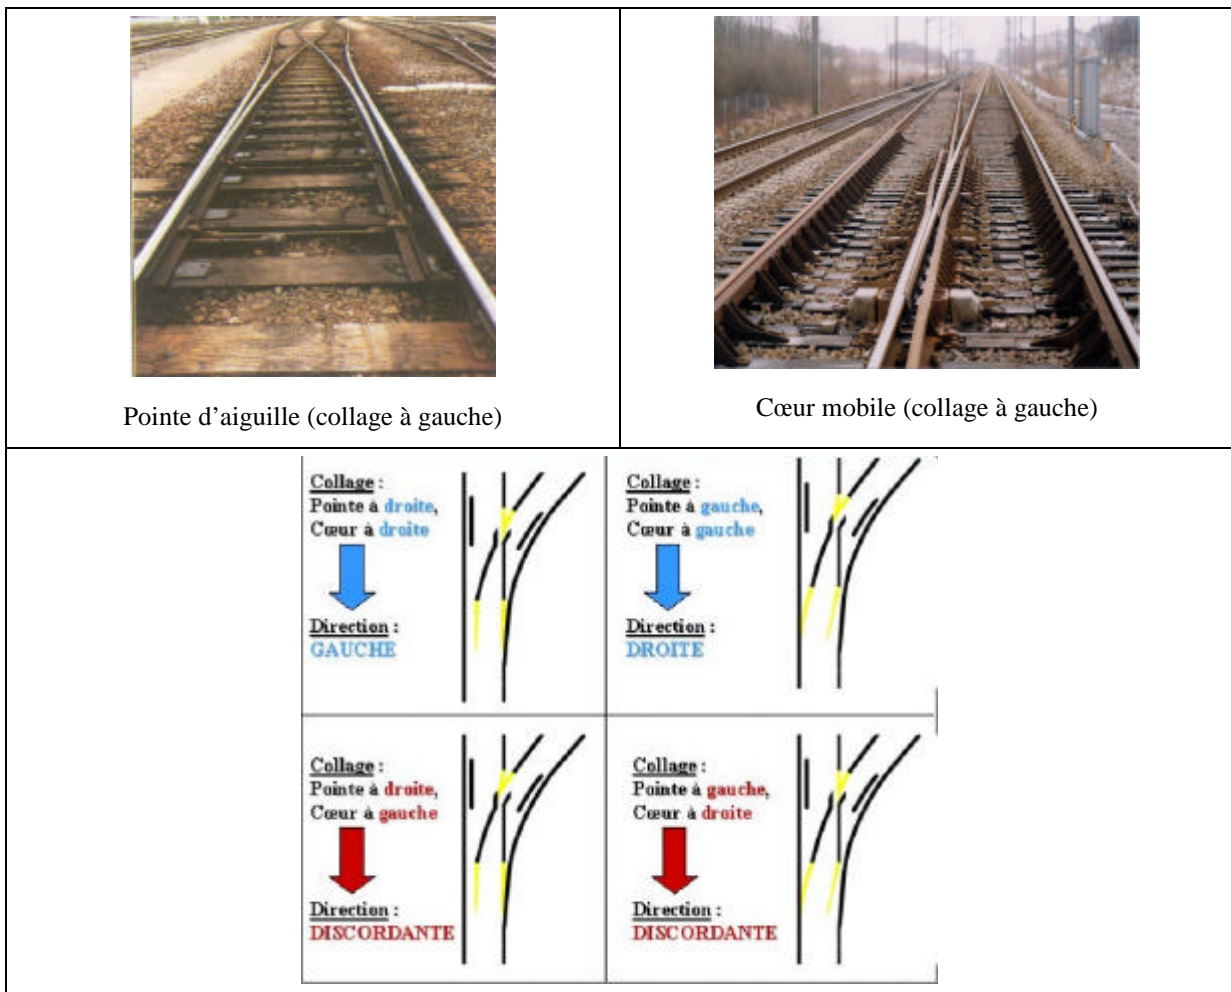 Pointe d'aiguille (collage à gauche)
Cœur mobile (collage à gauche)
Collage :
Pointe à droite,
Cœur à droite
Direction :
GAUCHE
Collage :
Pointe à gauche,
Cœur à gauche
Direction :
DROITE
Collage :
Pointe à droite,
Cœur à gauche
Direction :
DISCORDANTE
Collage :
Pointe à gauche,
Cœur à droite
Direction :
DISCORDANTE